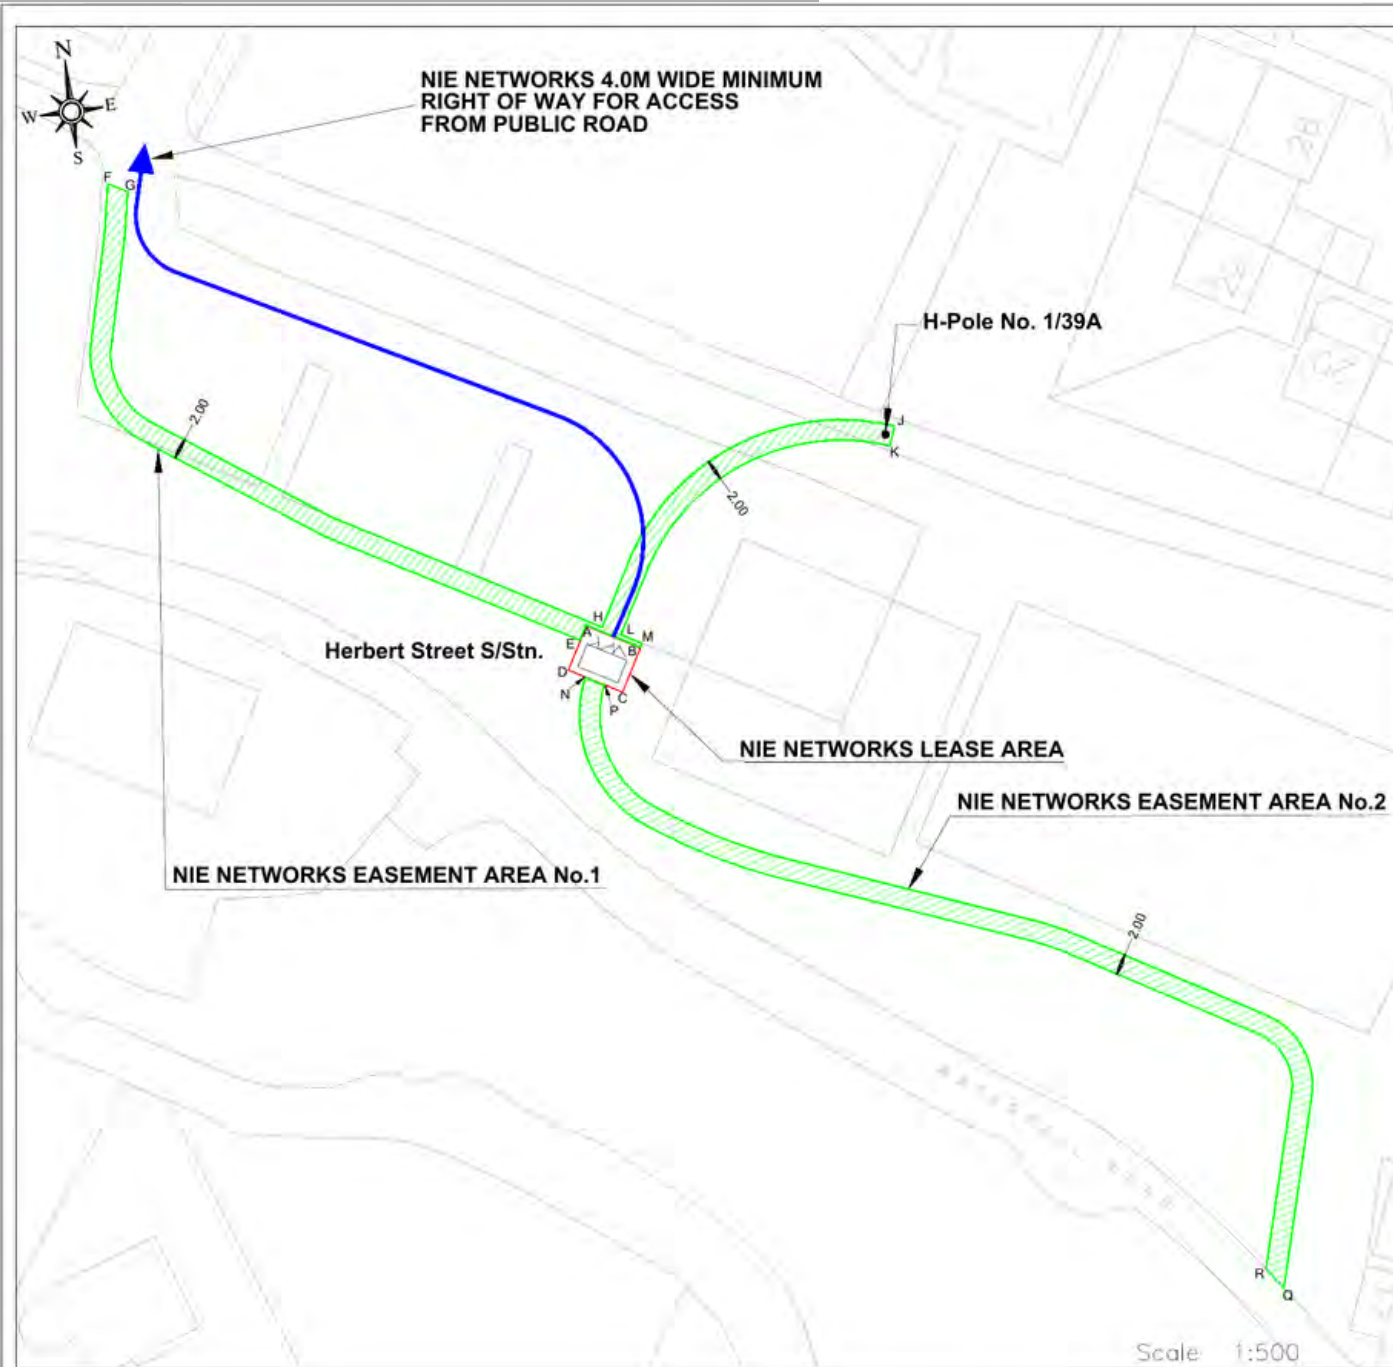 N
W
E
S
NIE NETWORKS 4.0M WIDE MINIMUM
RIGHT OF WAY FOR ACCESS
FROM PUBLIC ROAD
F
G
28
H-Pole No. 1/39A
J
K
2.00
2.00
H
L
M
A
B
E
Herbert Street S/Stn.
D
N
C
P
NIE NETWORKS LEASE AREA
NIE NETWORKS EASEMENT AREA No.2
NIE NETWORKS EASEMENT AREA No.1
2.00
R
Q
Scale 1:500